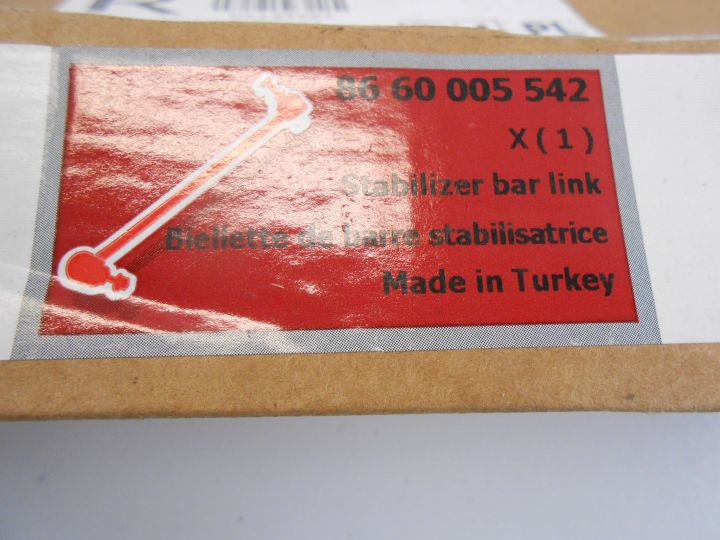 86 60 005 542
X ( 1 )
Stabilizer bar link
Biellette de barre stabilisatrice
Made in Turkey